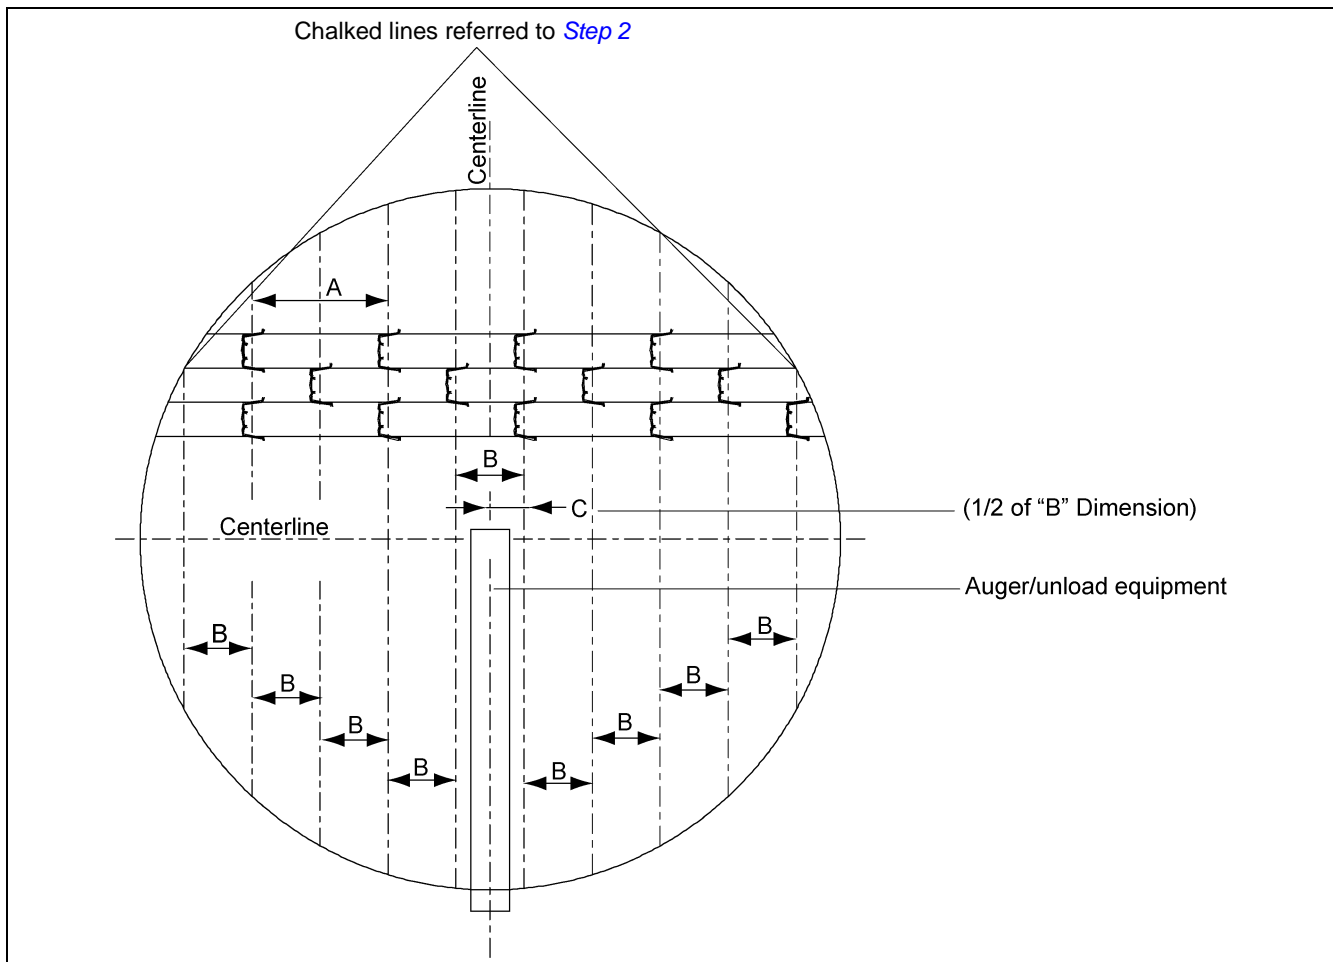 Chalked lines referred to Step 2
Centerline
A
B
C
(1/2 of “B” Dimension)
Centerline
Auger/unload equipment
B
B
B
B
B
B
B
B